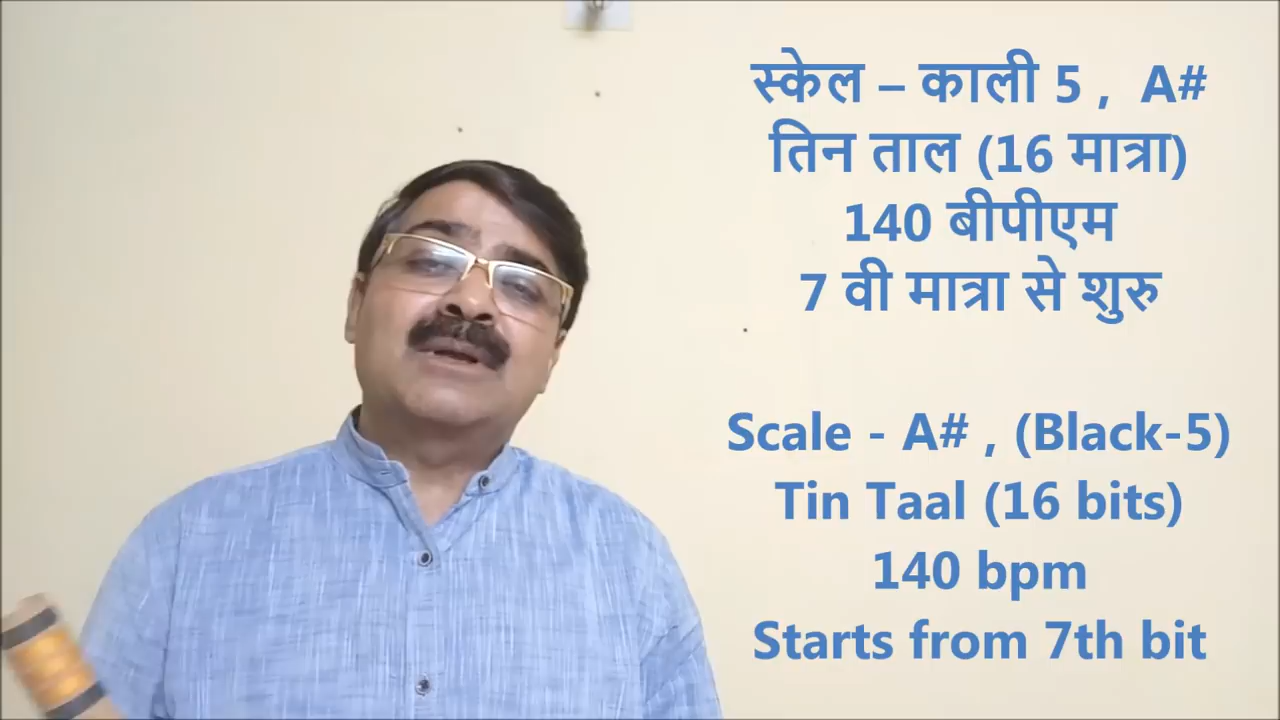 स्केल – काली 5 , A#
तिन ताल (16 मात्रा)
140 बीपीएम
7 वी मात्रा से शुरु
Scale - A# , (Black-5)
Tin Taal (16 bits)
140 bpm
Starts from 7th bit